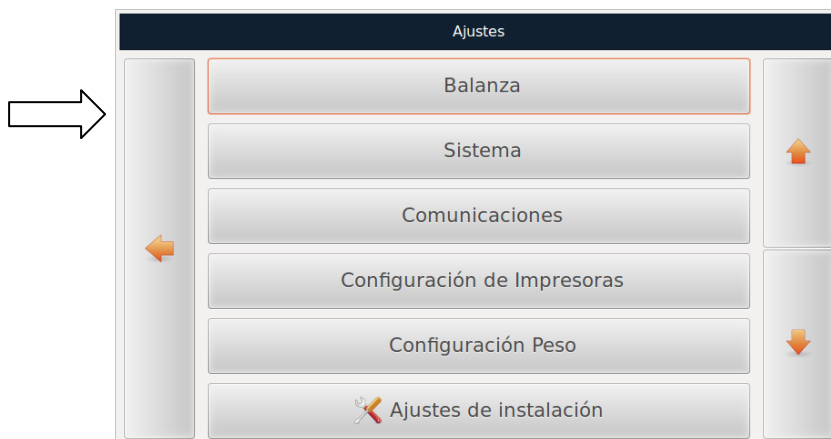 Ajustes
Balanza
Sistema
Comunicaciones
Configuración de Impresoras
Configuración Peso
Ajustes de instalación